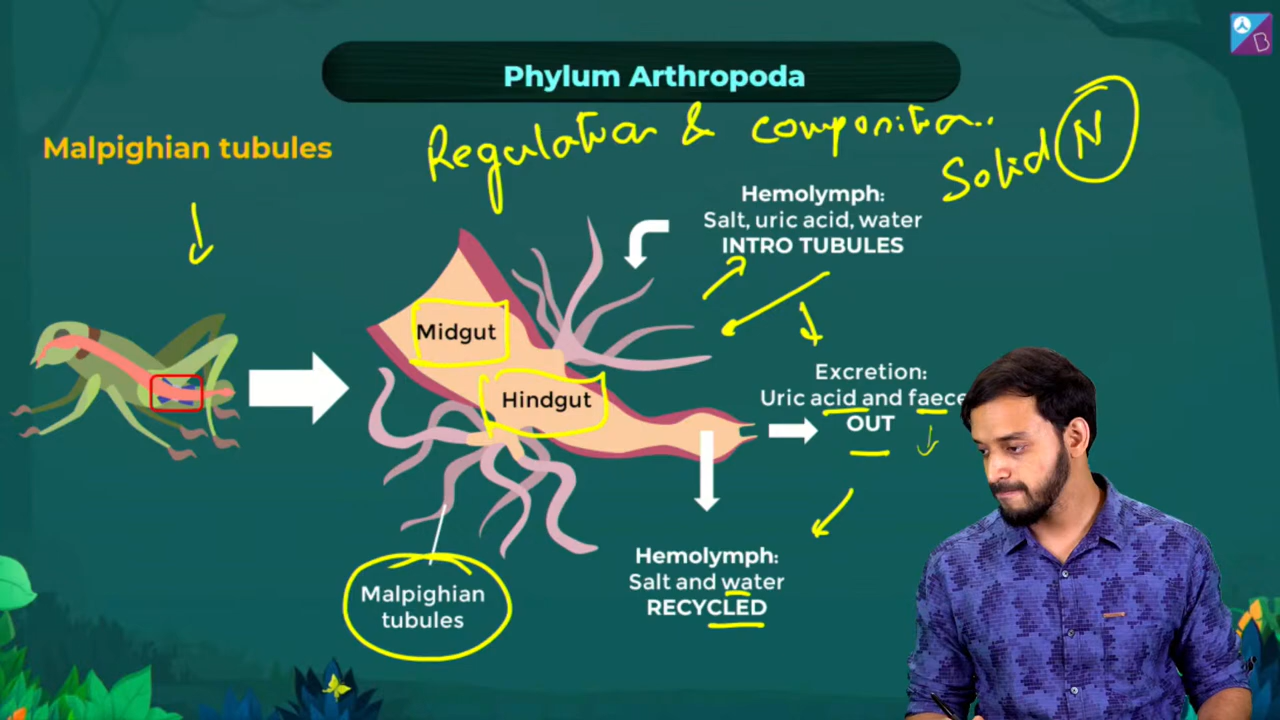 Phylum Arthropoda
Malpighian tubules
Regulation & composition..
Solid N
Hemolymph:
Salt, uric acid, water
INTRO TUBULES
Midgut
Hindgut
Excretion:
Uric acid and faece
OUT
Hemolymph:
Salt and water
RECYCLED
Malpighian
tubules
B